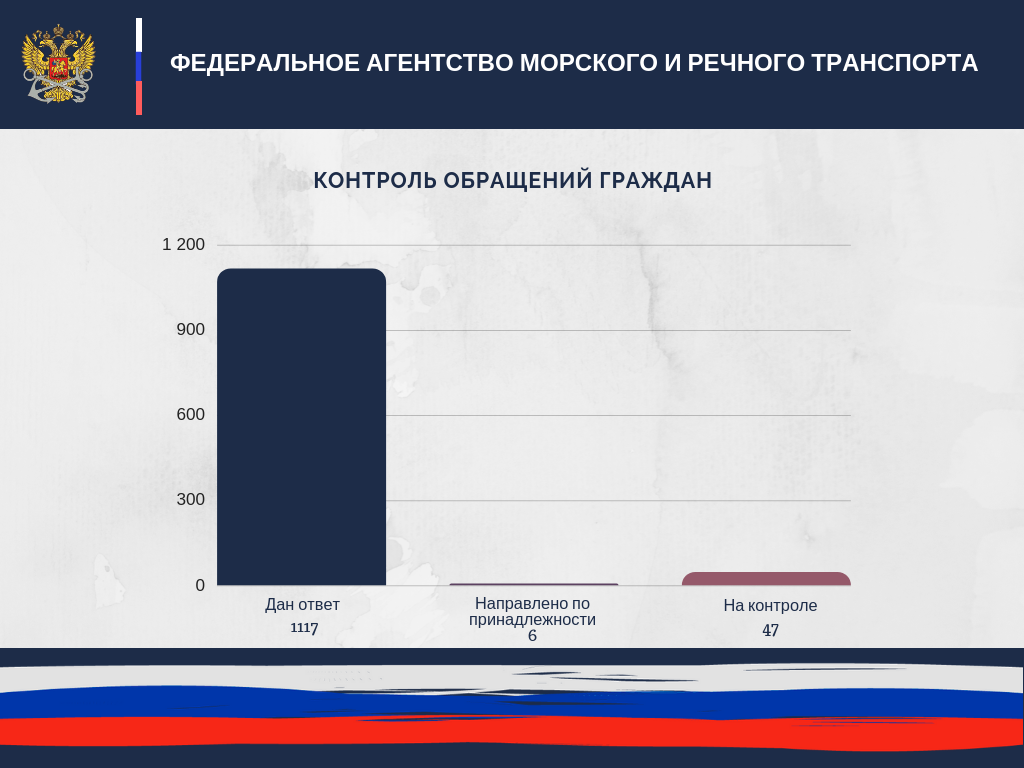 ФЕДЕРАЛЬНОЕ АГЕНТСТВО МОРСКОГО И РЕЧНОГО ТРАНСПОРТА
КОНТРОЛЬ ОБРАЩЕНИЙ ГРАЖДАН
1 200
900
600
300
0
Дан ответ
1117
Направлено по
принадлежности
6
На контроле
47